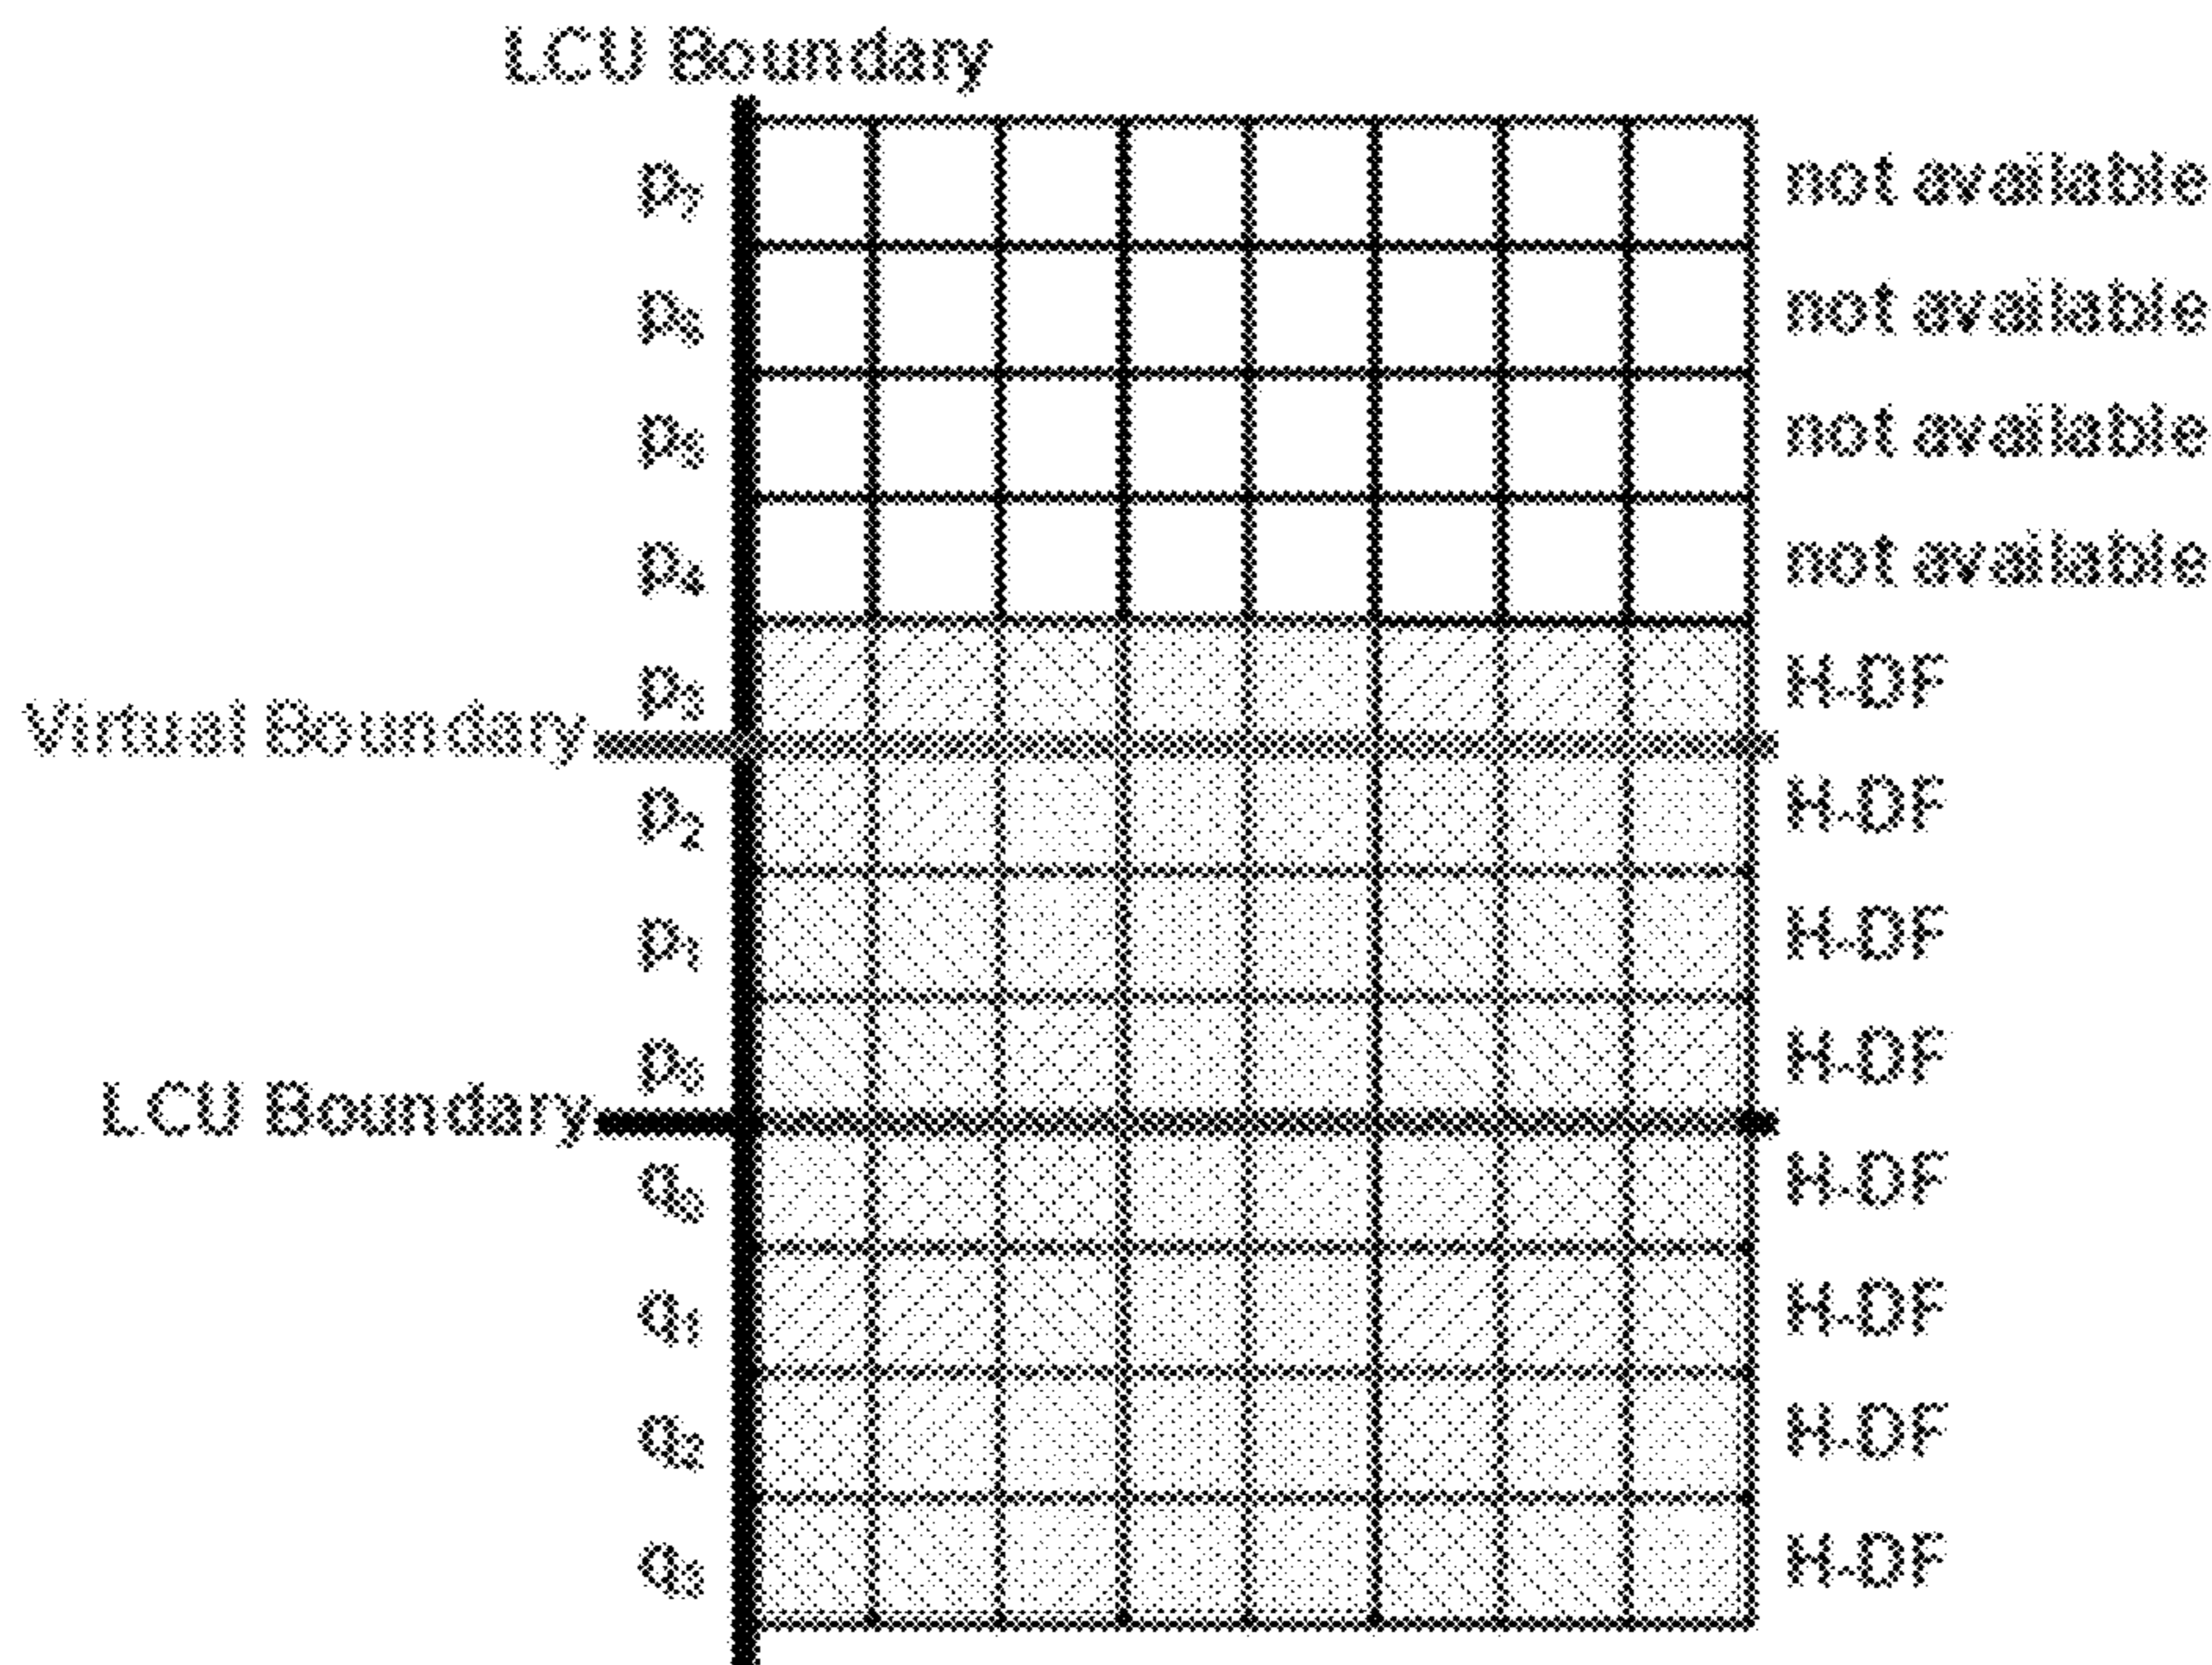 LCU Boundary
p₇ not available
p₆ not available
p₅ not available
p₄ not available
p₃ H-DF
Virtual Boundary
p₂ H-DF
p₁ H-DF
p₀ H-DF
LCU Boundary
q₀ H-DF
q₁ H-DF
q₂ H-DF
q₃ H-DF